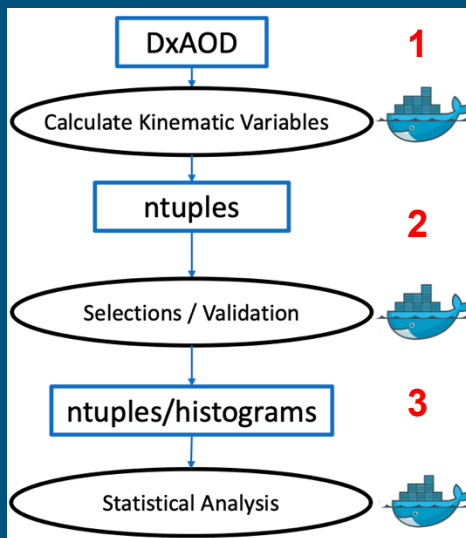 DxAOD
1
Calculate Kinematic Variables
ntuples
2
Selections / Validation
ntuples/histograms
3
Statistical Analysis